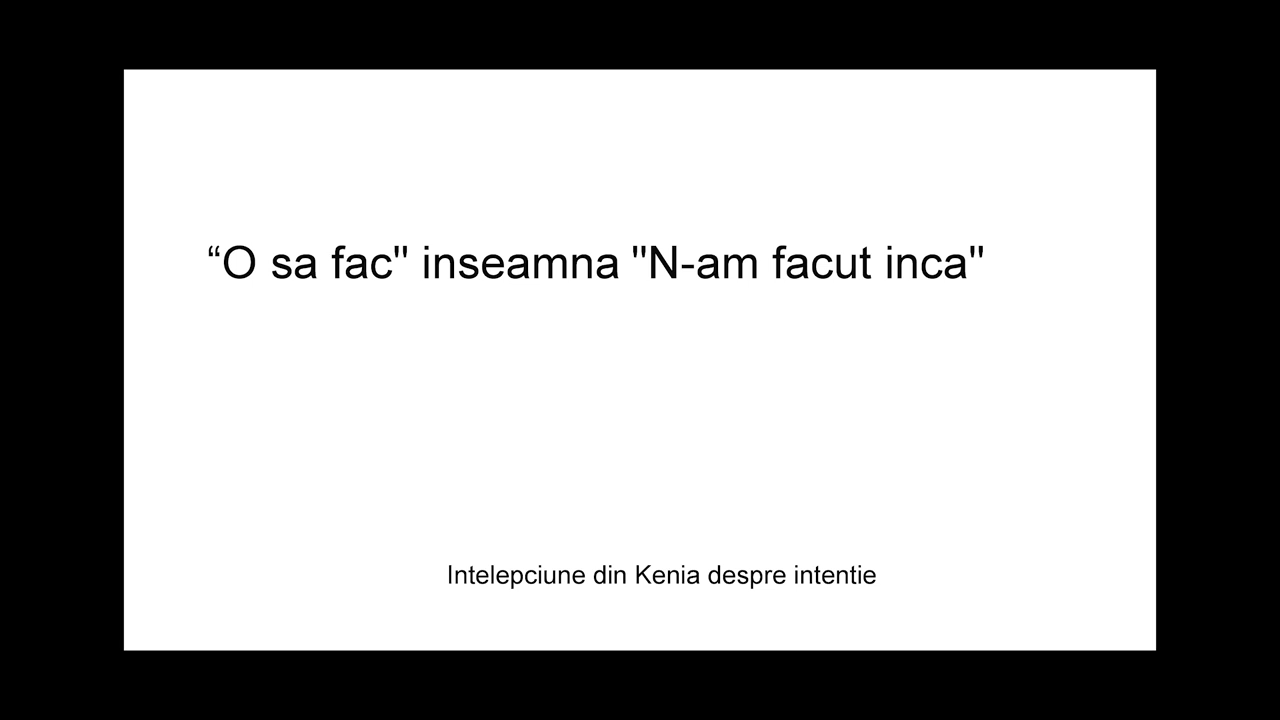 “O sa fac" inseamna "N-am facut inca"
Intelepciune din Kenia despre intentie